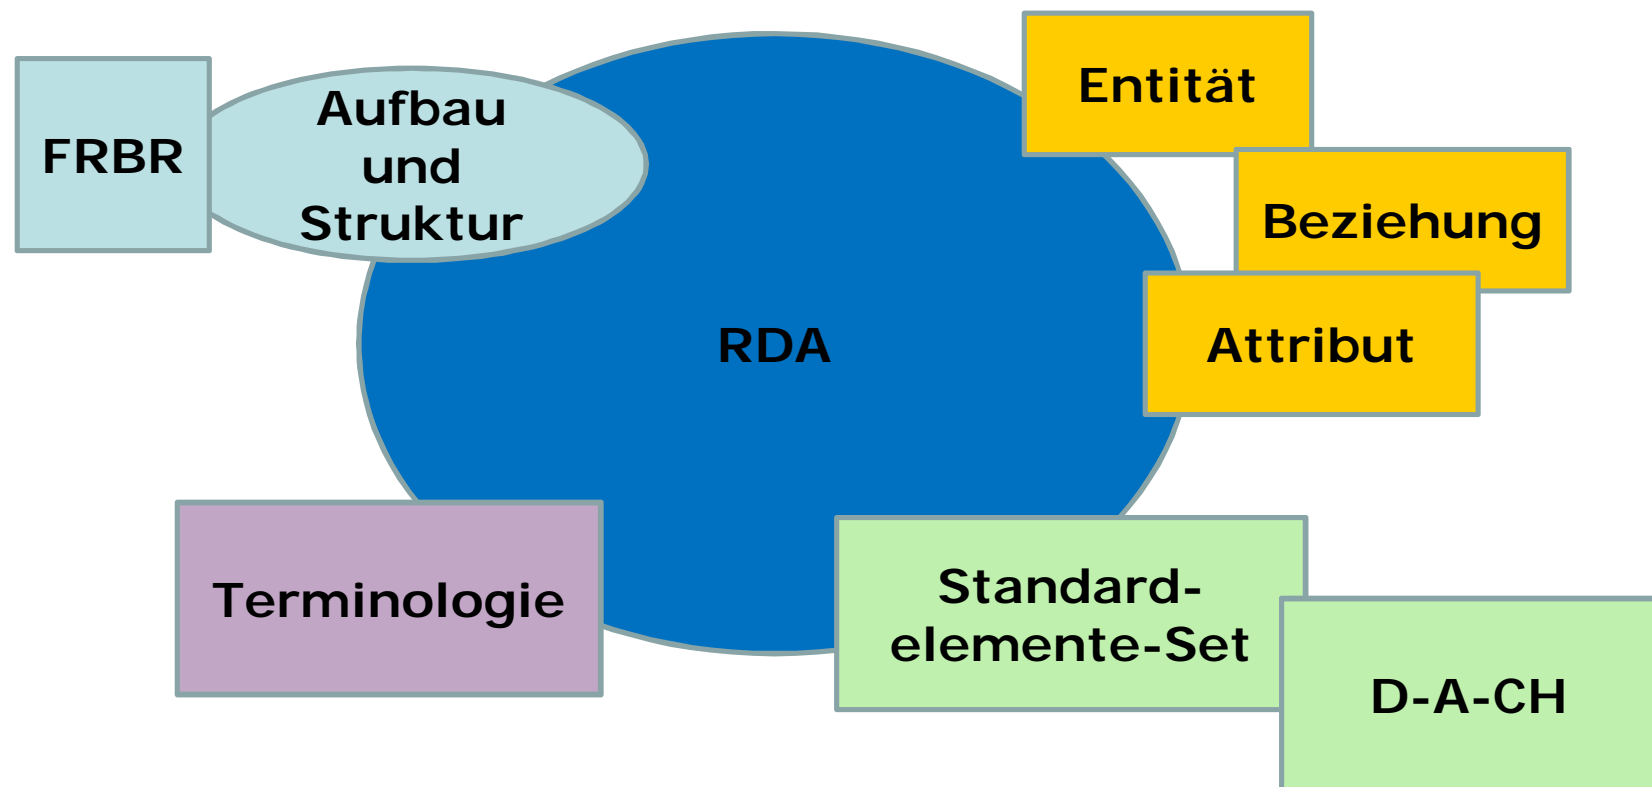 FRBR
Aufbau
und
Struktur
RDA
Entität
Beziehung
Attribut
Terminologie
Standard-
elemente-Set
D-A-CH